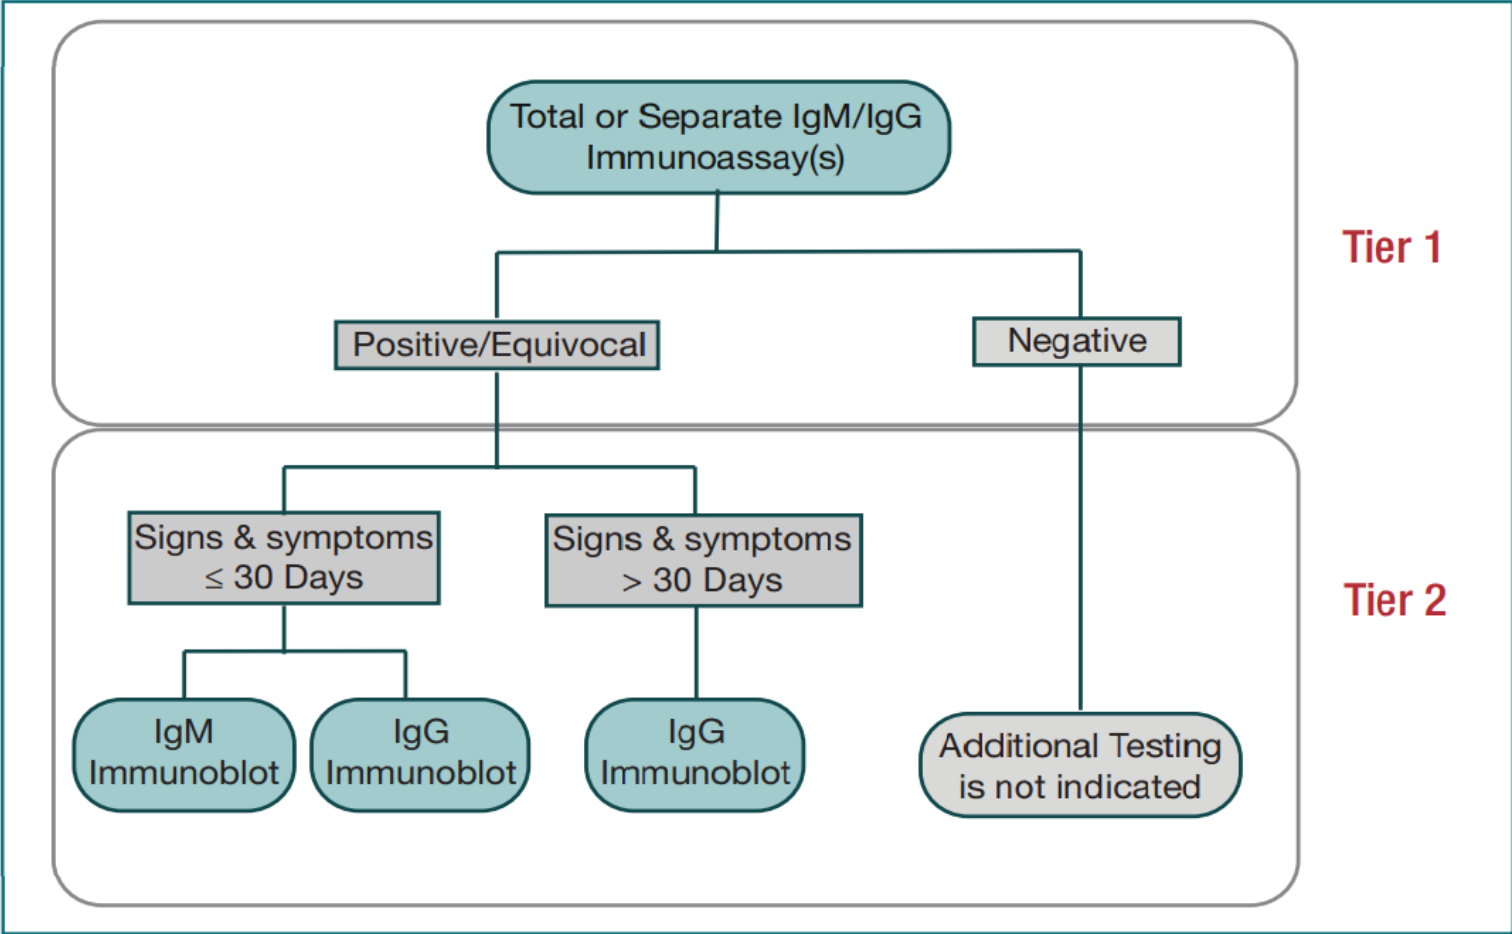 Total or Separate IgM/IgG
Immunoassay(s)
Tier 1
Positive/Equivocal
Negative
Signs & symptoms
≤ 30 Days
Signs & symptoms
> 30 Days
Tier 2
IgM
Immunoblot
IgG
Immunoblot
IgG
Immunoblot
Additional Testing
is not indicated